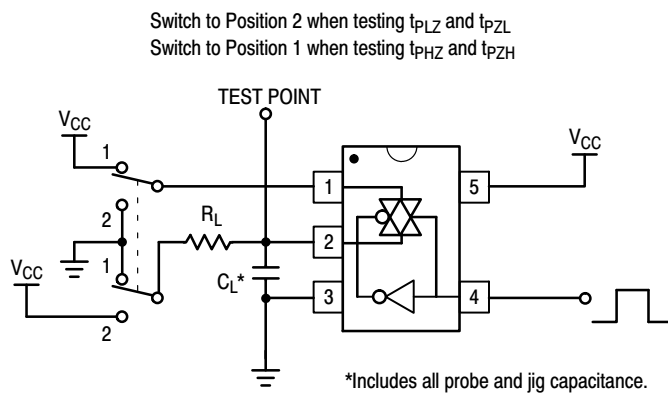 Switch to Position 2 when testing tPLZ and tPZL
Switch to Position 1 when testing tPHZ and tPZH
TEST POINT
VCC
VCC
1
1
5
2
RL
2
1
VCC
CL*
3
4
2
*Includes all probe and jig capacitance.